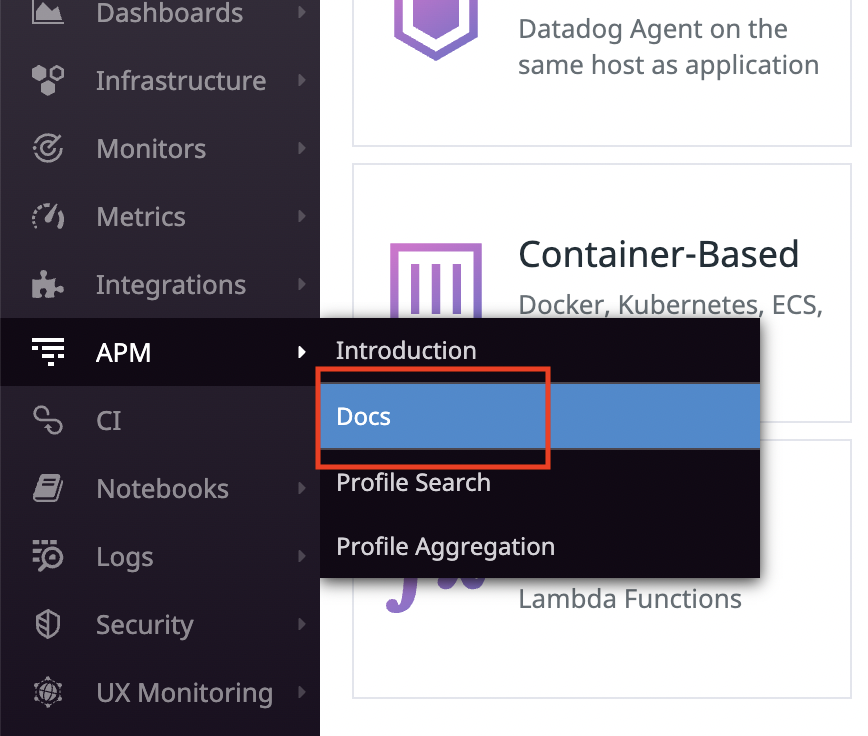 Dashboards
Infrastructure
Monitors
Metrics
Integrations
APM
CI
Notebooks
Logs
Security
UX Monitoring
Introduction
Docs
Profile Search
Profile Aggregation
Datadog Agent on the
same host as application
Container-Based
Docker, Kubernetes, ECS,
Lambda Functions